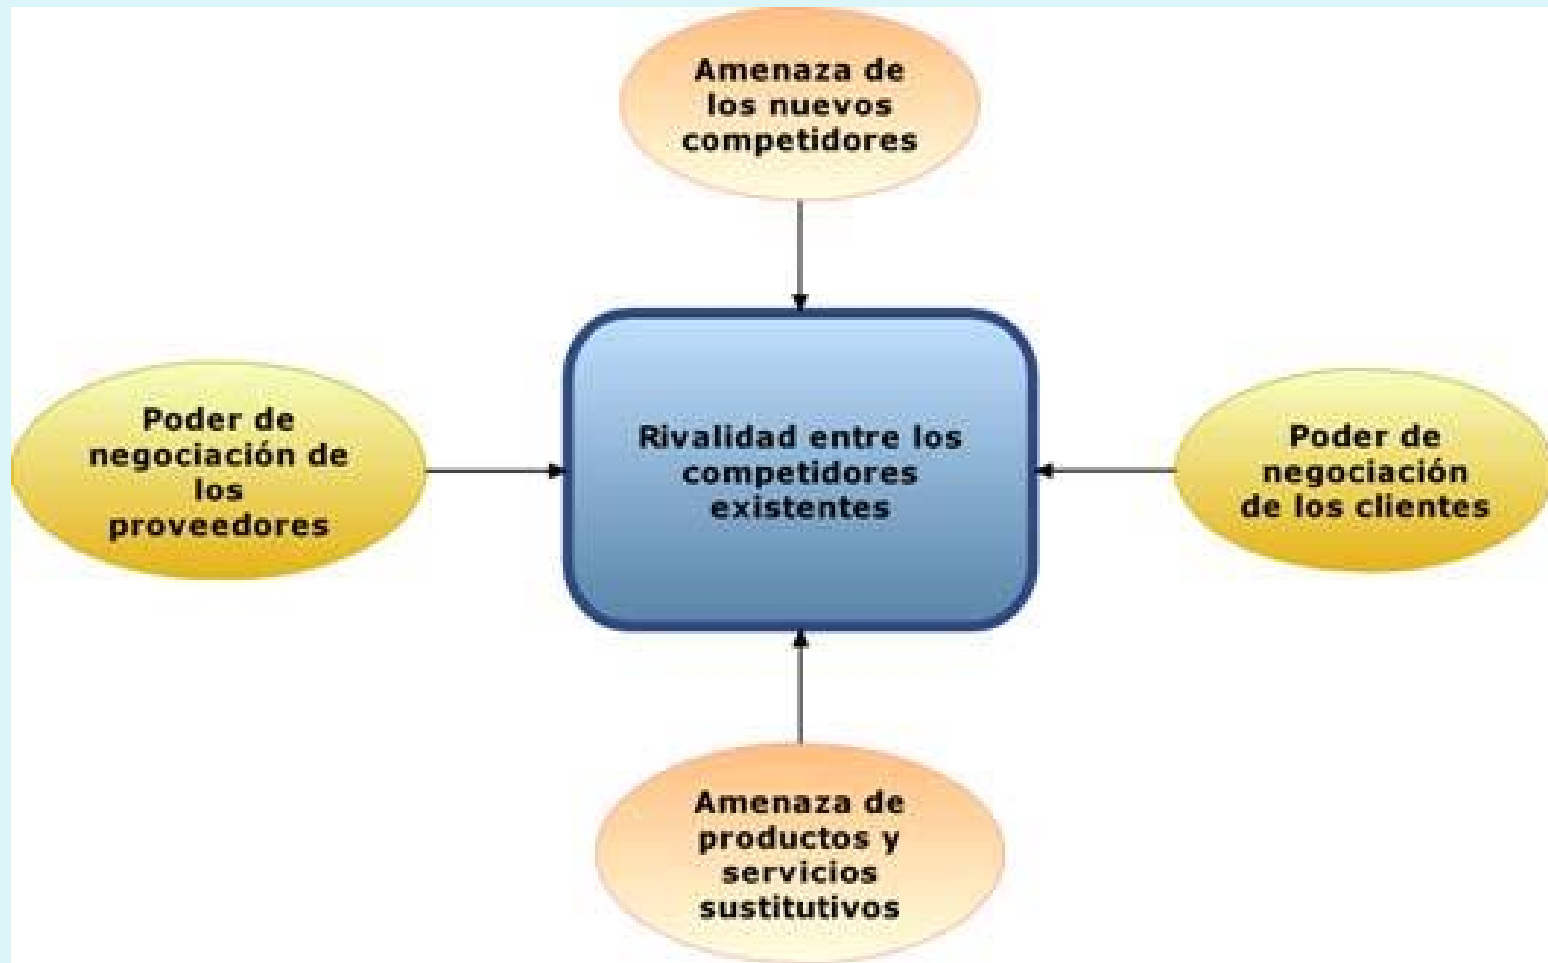 Amenaza de
los nuevos
competidores
Poder de
negociación de
los
proveedores
Rivalidad entre los
competidores
existentes
Poder de
negociación
de los clientes
Amenaza de
productos y
servicios
sustitutivos